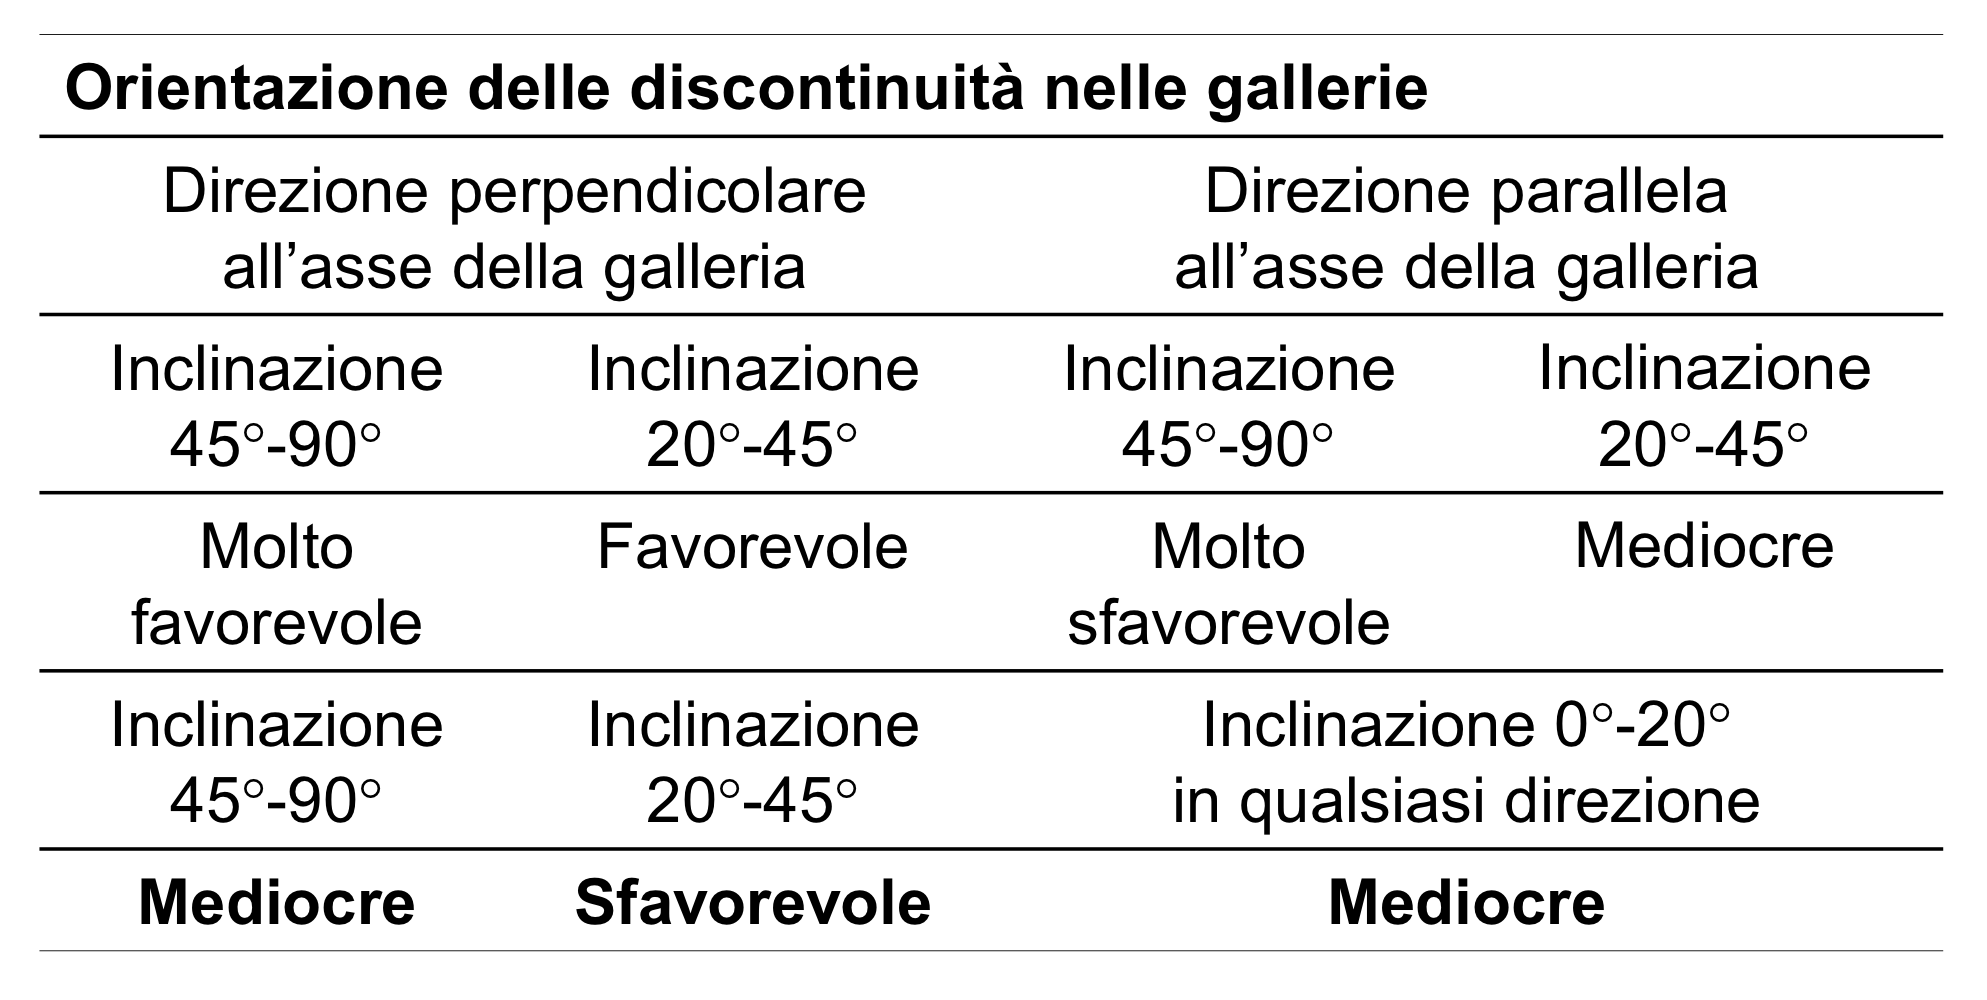 Orientazione delle discontinuità nelle gallerie
Direzione perpendicolare
all’asse della galleria
Direzione parallela
all’asse della galleria
Inclinazione
45°-90°
Inclinazione
20°-45°
Inclinazione
45°-90°
Inclinazione
20°-45°
Molto
favorevole
Favorevole
Molto
sfavorevole
Mediocre
Inclinazione
45°-90°
Inclinazione
20°-45°
Inclinazione 0°-20°
in qualsiasi direzione
Mediocre
Sfavorevole
Mediocre